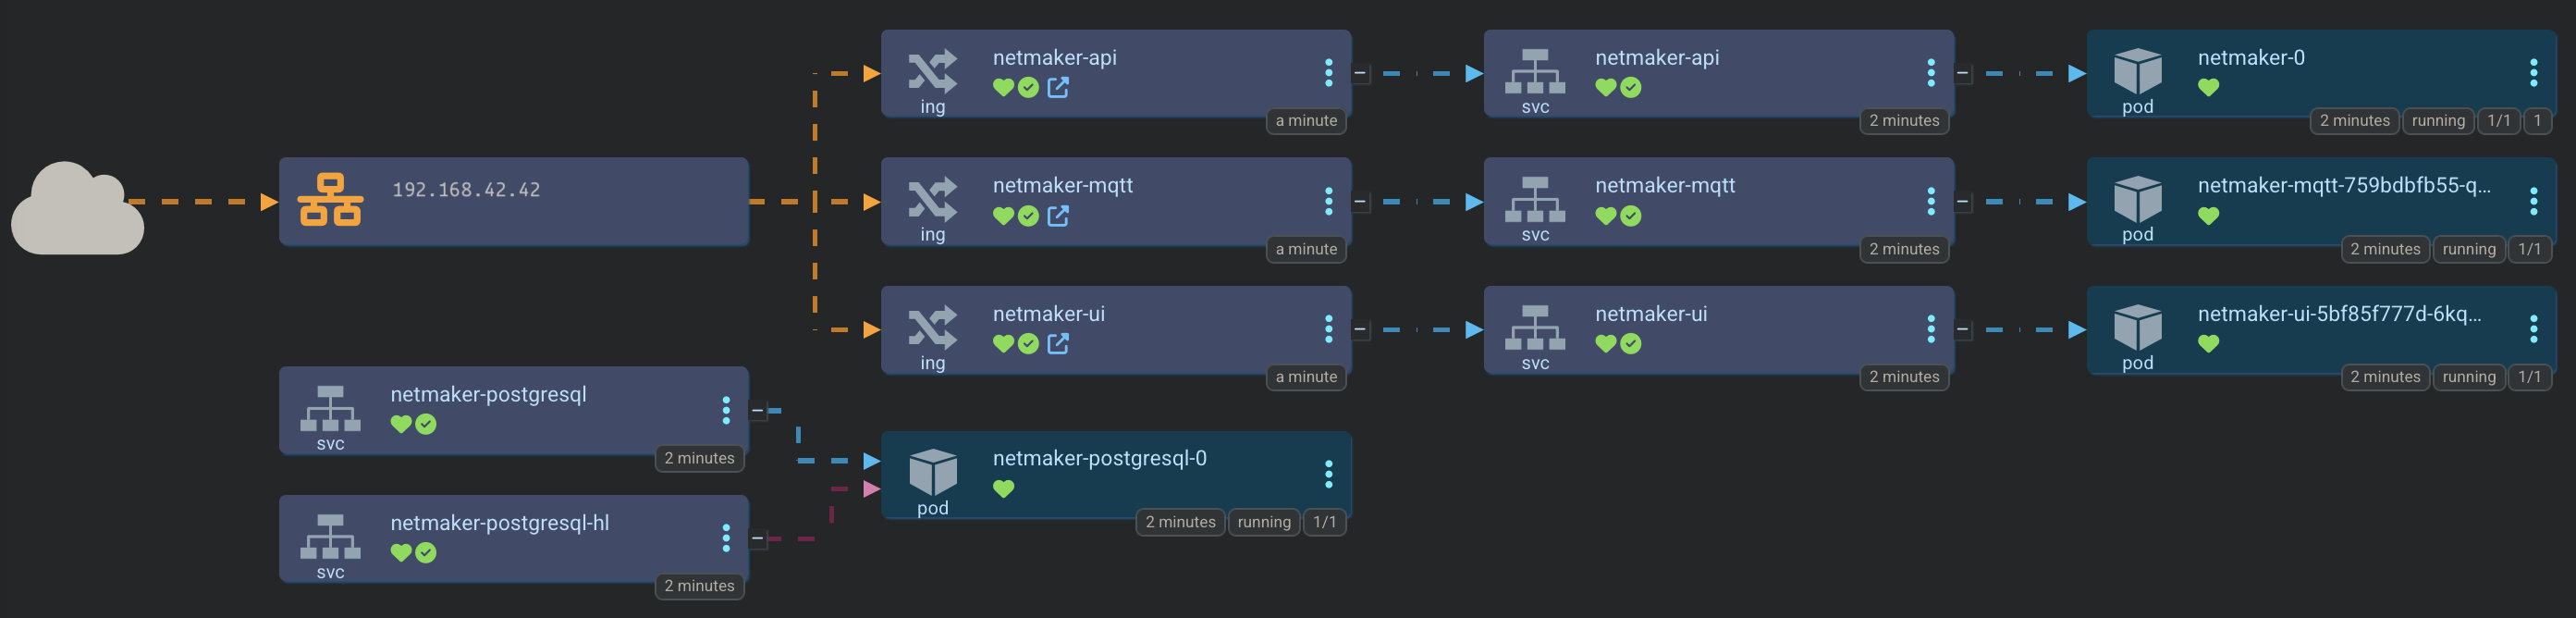 netmaker-api
ing
a minute
netmaker-api
svc
2 minutes
netmaker-0
pod
2 minutes
running
1/1
1
192.168.42.42
netmaker-mqtt
ing
a minute
netmaker-mqtt
svc
2 minutes
netmaker-mqtt-759bdbfb55-q...
pod
2 minutes
running
1/1
netmaker-ui
ing
a minute
netmaker-ui
svc
2 minutes
netmaker-ui-5bf85f777d-6kq...
pod
2 minutes
running
1/1
netmaker-postgresql
svc
2 minutes
netmaker-postgresql-0
pod
2 minutes
running
1/1
netmaker-postgresql-hl
svc
2 minutes